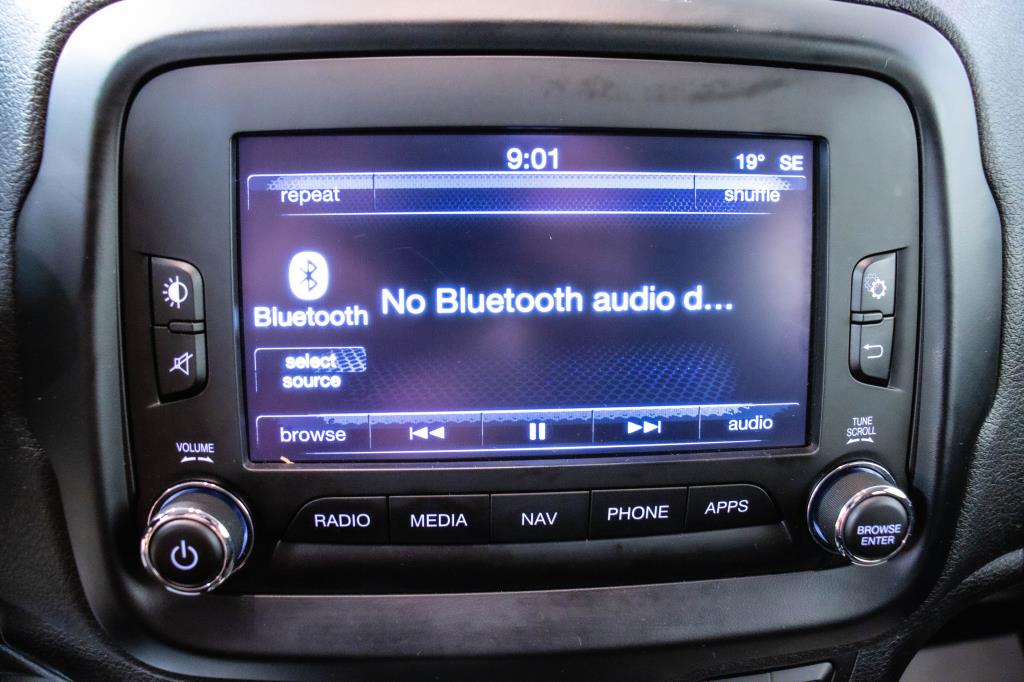 9:01
19° SE
repeat
shuffle
Bluetooth
No Bluetooth audio d...
select
source
browse
audio
VOLUME
TUNE
SCROLL
RADIO
MEDIA
NAV
PHONE
APPS
BROWSE
ENTER